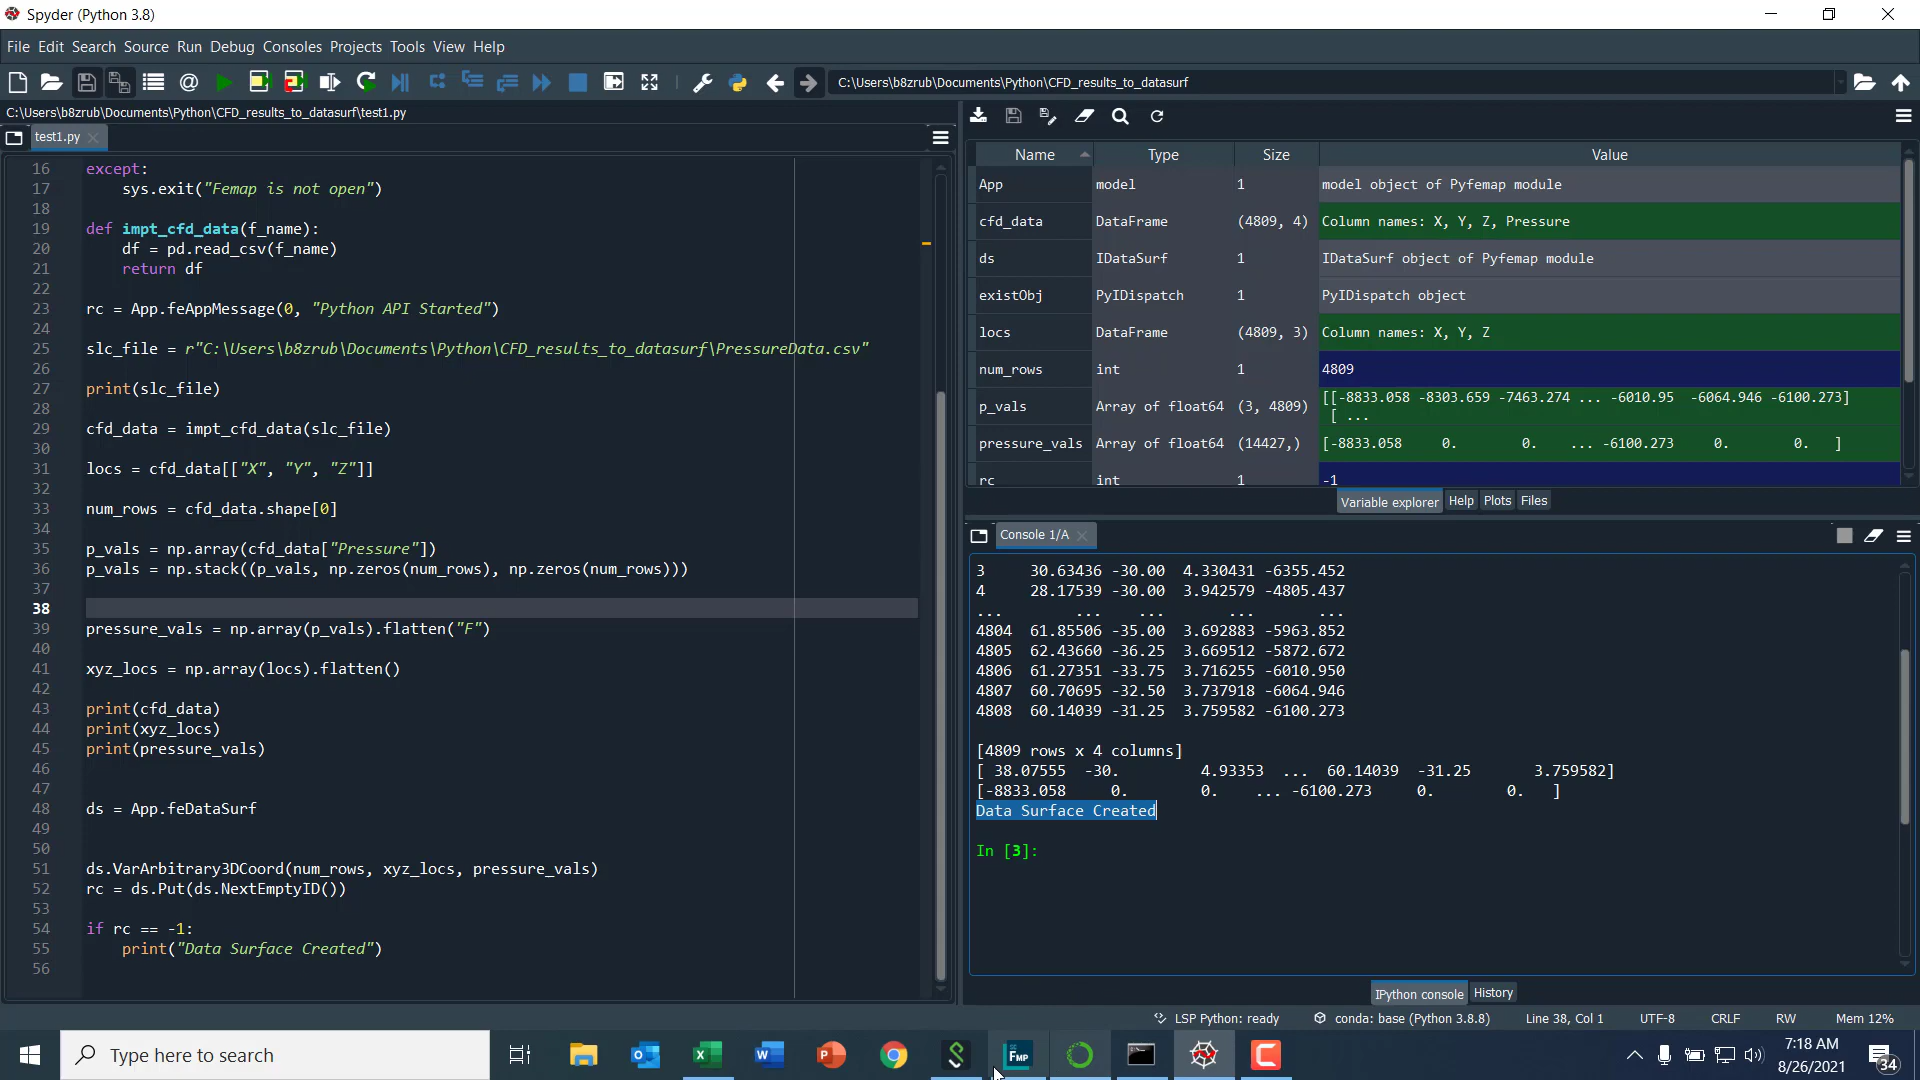 Spyder (Python 3.8)
File Edit Search Source Run Debug Consoles Projects Tools View Help
C:\Users\b8zrub\Documents\Python\CFD_results_to_datasurf
C:\Users\b8zrub\Documents\Python\CFD_results_to_datasurf\test1.py
test1.py
16 except:
17 sys.exit("Femap is not open")
18
19 def impt_cfd_data(f_name):
20 df = pd.read_csv(f_name)
21 return df
22
23 rc = App.feAppMessage(0, "Python API Started")
24
25 slc_file = r"C:\Users\b8zrub\Documents\Python\CFD_results_to_datasurf\PressureData.csv"
26
27 print(slc_file)
28
29 cfd_data = impt_cfd_data(slc_file)
30
31 locs = cfd_data[["X", "Y", "Z"]]
32
33 num_rows = cfd_data.shape[0]
34
35 p_vals = np.array(cfd_data["Pressure"])
36 p_vals = np.stack((p_vals, np.zeros(num_rows), np.zeros(num_rows)))
37
38
39 pressure_vals = np.array(p_vals).flatten("F")
40
41 xyz_locs = np.array(locs).flatten()
42
43 print(cfd_data)
44 print(xyz_locs)
45 print(pressure_vals)
46
47
48 ds = App.feDataSurf
49
50
51 ds.VarArbitrary3DCoord(num_rows, xyz_locs, pressure_vals)
52 rc = ds.Put(ds.NextEmptyID())
53
54 if rc == -1:
55 print("Data Surface Created")
56
Name Type Size Value
App model 1 model object of Pyfemap module
cfd_data DataFrame (4809, 4) Column names: X, Y, Z, Pressure
ds IDataSurf 1 IDataSurf object of Pyfemap module
existObj PyIDispatch 1 PyIDispatch object
locs DataFrame (4809, 3) Column names: X, Y, Z
num_rows int 1 4809
p_vals Array of float64 (3, 4809) [[-8833.058 -8303.659 -7463.274 ... -6010.95 -6064.946 -6100.273]
[ ...
pressure_vals Array of float64 (14427,) [-8833.058 0. 0. ... -6100.273 0. 0. ]
rc int 1 -1
Variable explorer Help Plots Files
Console 1/A
3 30.63436 -30.00 4.330431 -6355.452
4 28.17539 -30.00 3.942579 -4805.437
... ... ... ... ...
4804 61.85506 -35.00 3.692883 -5963.852
4805 62.43660 -36.25 3.669512 -5872.672
4806 61.27351 -33.75 3.716255 -6010.950
4807 60.70695 -32.50 3.737918 -6064.946
4808 60.14039 -31.25 3.759582 -6100.273
[4809 rows x 4 columns]
[ 38.07555 -30. 4.93353 ... 60.14039 -31.25 3.759582]
[-8833.058 0. 0. ... -6100.273 0. 0. ]
Data Surface Created
In [3]:
IPython console History
LSP Python: ready conda: base (Python 3.8.8) Line 38, Col 1 UTF-8 CRLF RW Mem 12%
Type here to search
FMP
7:18 AM
8/26/2021
34